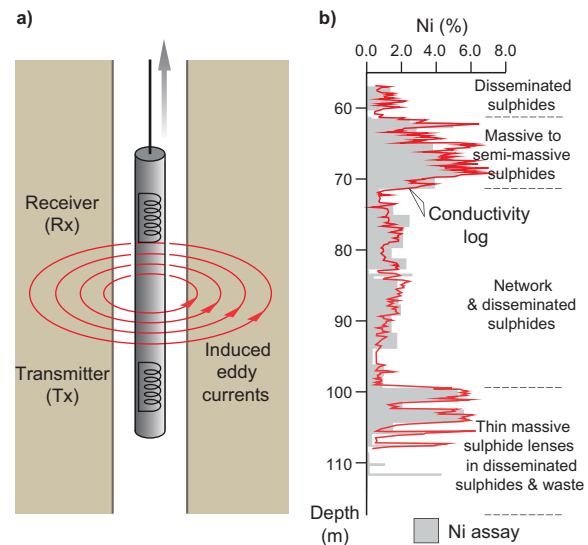 a)
Receiver
(Rx)
Transmitter
(Tx)
Induced
eddy
currents
b)
Ni (%)
0.0 2.0 4.0 6.0 8.0
60
70
80
90
100
110
Depth
(m)
Disseminated
sulphides
Massive to
semi-massive
sulphides
Conductivity
log
Network
& disseminated
sulphides
Thin massive
sulphide lenses
in disseminated
sulphides & waste
Ni assay